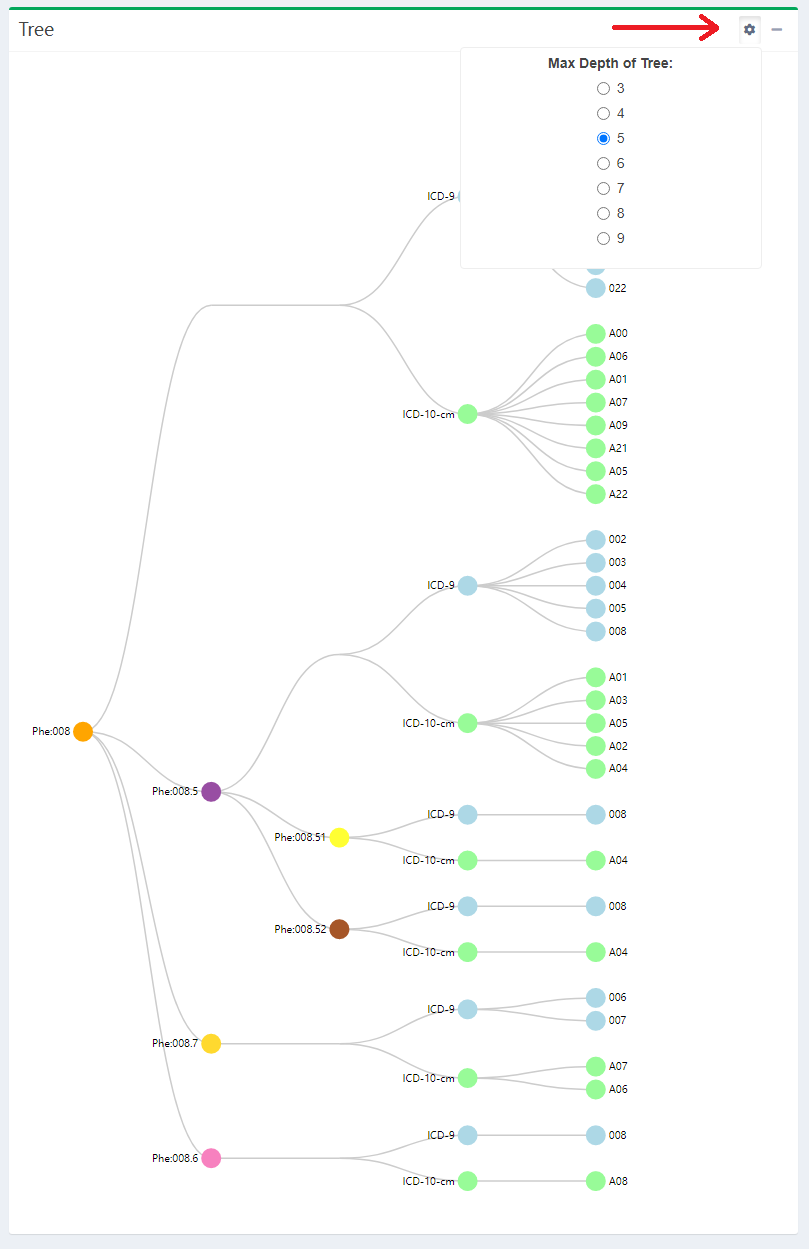 Tree
Max Depth of Tree:
3
4
5
6
7
8
9
ICD-9
022
A00
A06
A01
A07
ICD-10-cm
A09
A21
A05
A22
002
003
ICD-9
004
005
008
A01
A03
ICD-10-cm
A05
A02
Phe:008
A04
Phe:008.5
ICD-9
008
Phe:008.51
ICD-10-cm
A04
ICD-9
008
Phe:008.52
ICD-10-cm
A04
006
ICD-9
007
Phe:008.7
A07
ICD-10-cm
A06
ICD-9
008
Phe:008.6
ICD-10-cm
A08